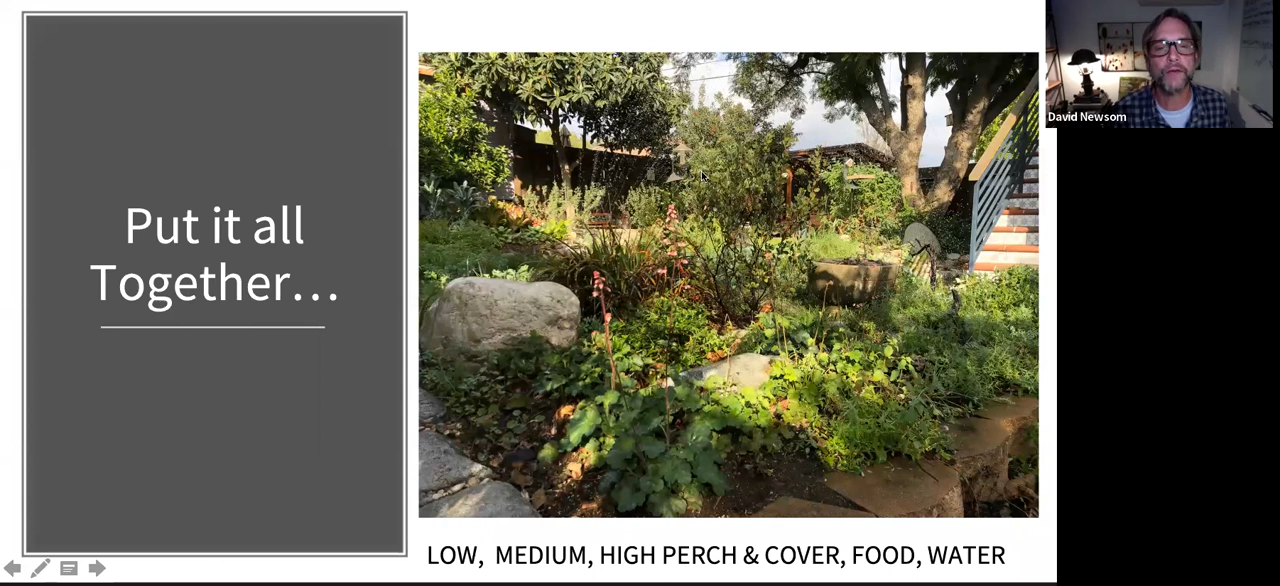 Put it all
Together...
LOW, MEDIUM, HIGH PERCH & COVER, FOOD, WATER
David Newsom